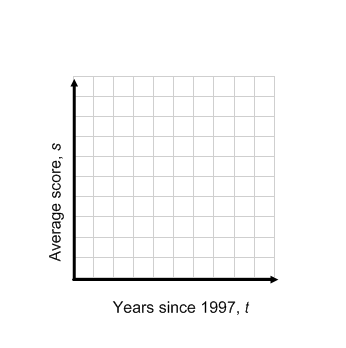 Average score, s
Years since 1997, t